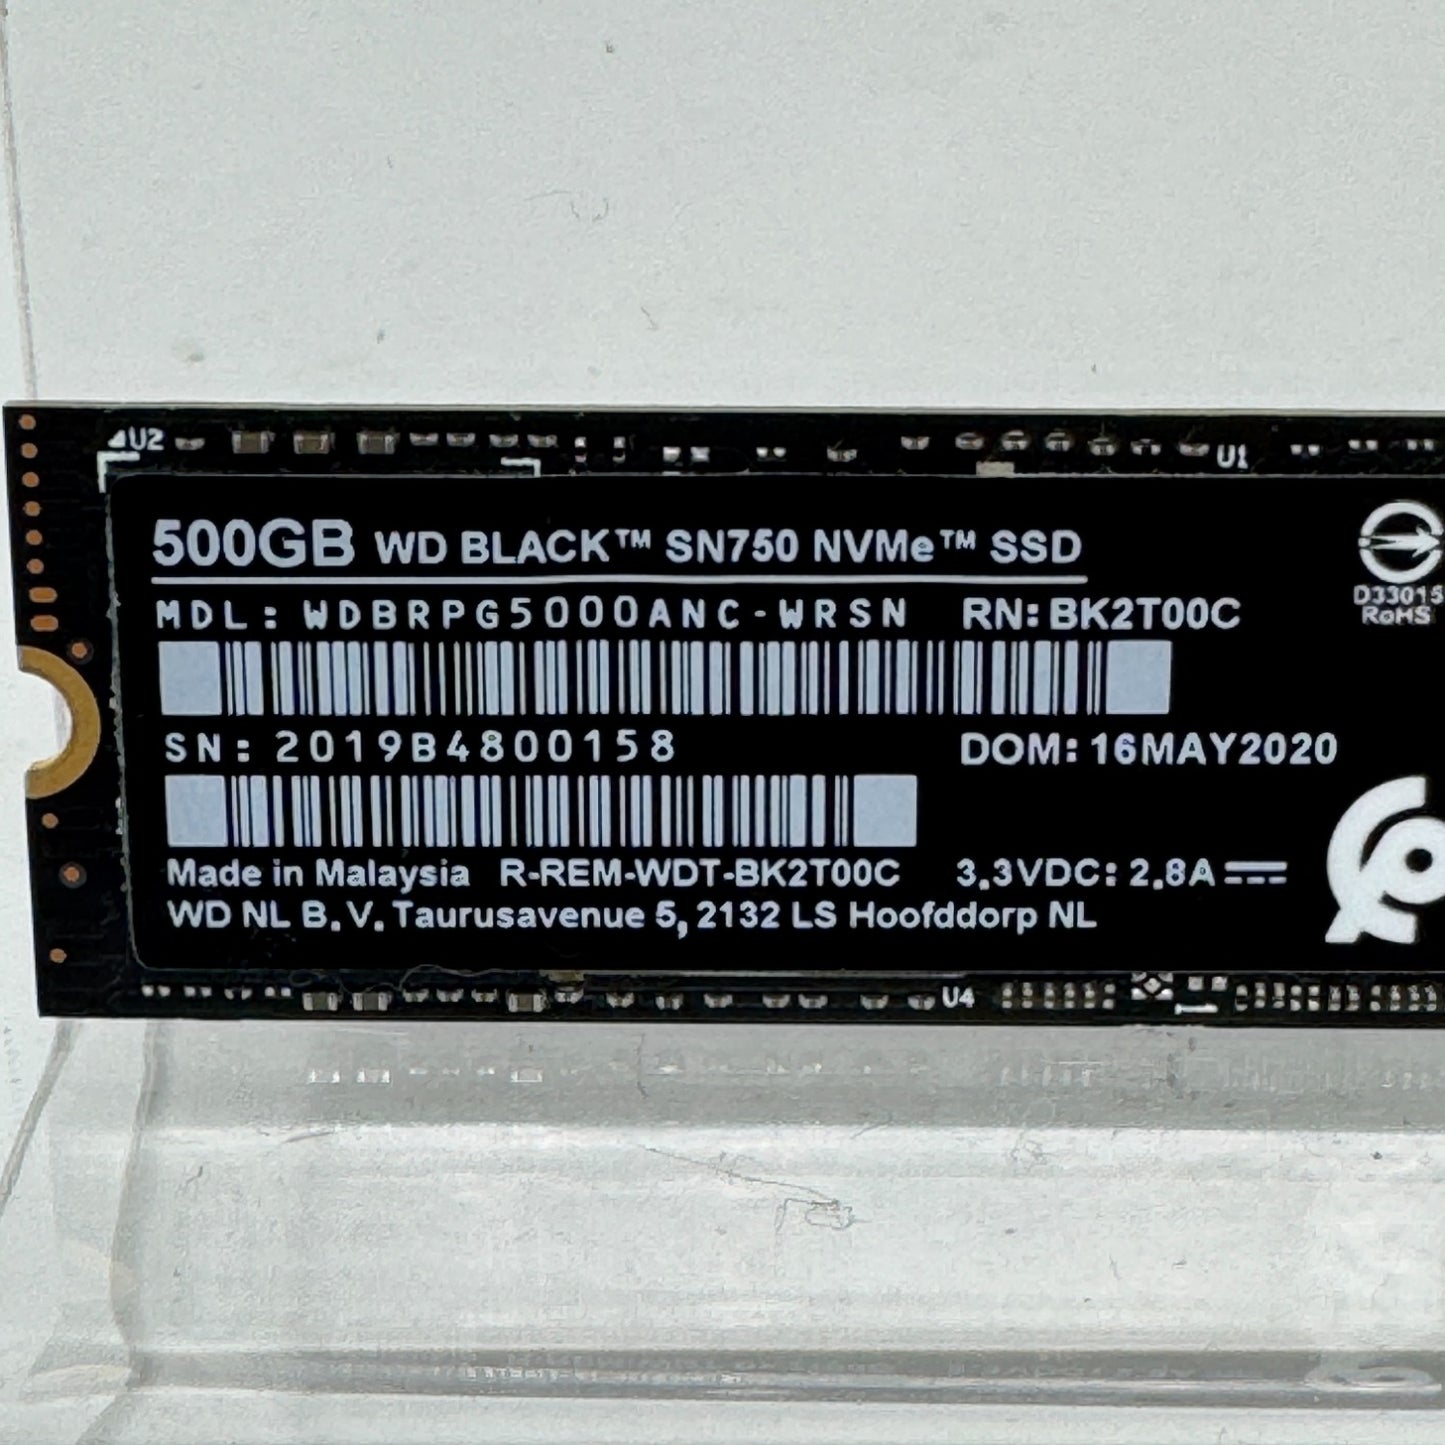 U2
U1
500GB WD BLACK™ SN750 NVMe™ SSD
MDL: WDBRPG5000ANC-WRSN RN: BK2T00C
D33015
RoHS
SN: 2019B4800158 DOM: 16MAY2020
Made in Malaysia R-REM-WDT-BK2T00C 3.3VDC: 2.8A
WD NL B.V. Taurusavenue 5, 2132 LS Hoofddorp NL
U4